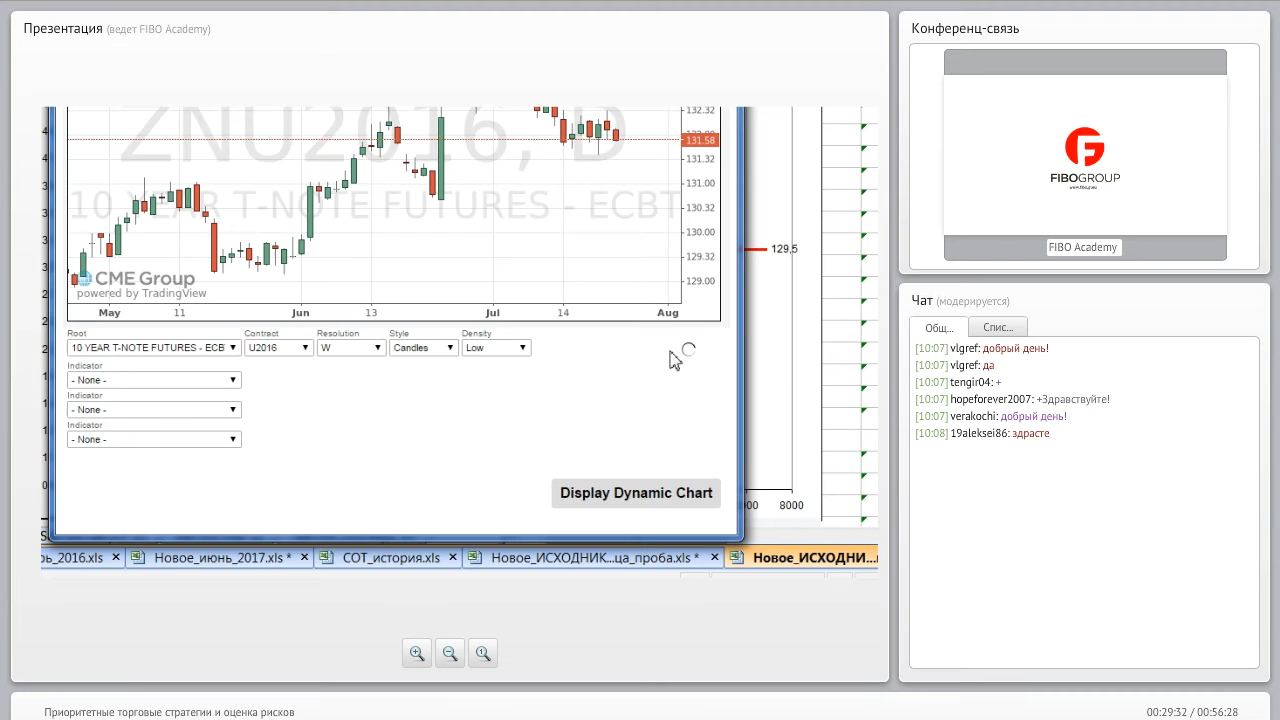 Презентация (ведет FIBO Academy)
ZNU2016, D
10 YEAR T-NOTE FUTURES - ECBT
132.32
131.58
131.32
131.00
130.32
130.00
129.32
129.00
CME Group
powered by TradingView
May 11 Jun 13 Jul 14 Aug
Root Contract Resolution Style Density
10 YEAR T-NOTE FUTURES - ECB U2016 W Candles Low
Indicator
- None -
Indicator
- None -
Indicator
- None -
Display Dynamic Chart
129,5
8000
_2016.xls Новое_июнь_2017.xls * СОТ_история.xls Новое_ИСХОДНИК...ца_проба.xls * Новое_ИСХОДНИ...
Конференц-связь
FIBOGROUP
FIBO Academy
Чат (модерируется)
Общ... Спис...
[10:07] vlgref: добрый день!
[10:07] vlgref: да
[10:07] tengir04: +
[10:07] hopeforever2007: +Здравствуйте!
[10:07] verakochi: добрый день!
[10:08] 19aleksei86: здрасте
Приоритетные торговые стратегии и оценка рисков
00:29:32 / 00:56:28